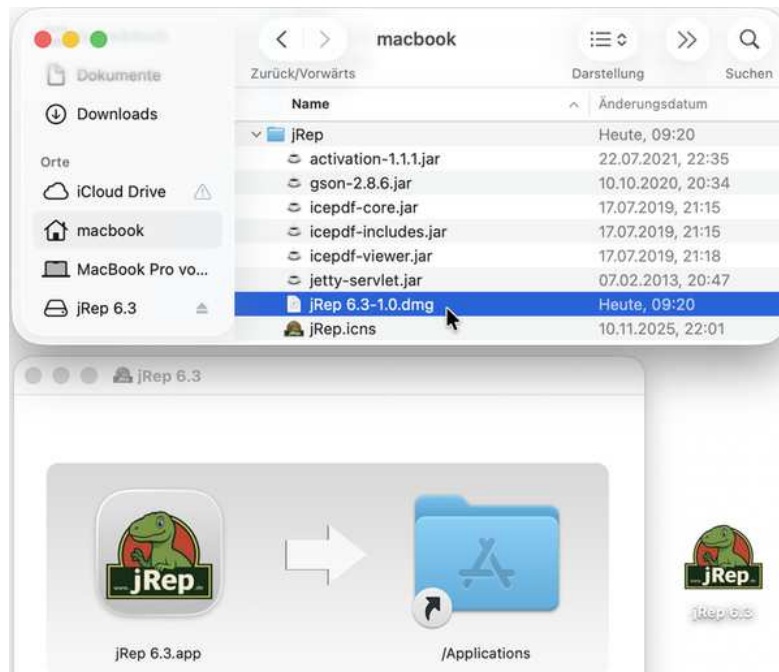 macbook
Zurück/Vorwärts
Darstellung
Suchen
Dokumente
Downloads
Orte
iCloud Drive
macbook
MacBook Pro vo...
jRep 6.3
Name
Änderungsdatum
jRep Heute, 09:20
activation-1.1.1.jar 22.07.2021, 22:35
gson-2.8.6.jar 10.10.2020, 20:34
icepdf-core.jar 17.07.2019, 21:15
icepdf-includes.jar 17.07.2019, 21:15
icepdf-viewer.jar 17.07.2019, 21:18
jetty-servlet.jar 07.02.2013, 20:47
jRep 6.3-1.0.dmg Heute, 09:20
jRep.icns 10.11.2025, 22:01
jRep 6.3
jRep
jRep 6.3.app
/Applications
jRep
jRep 6.3